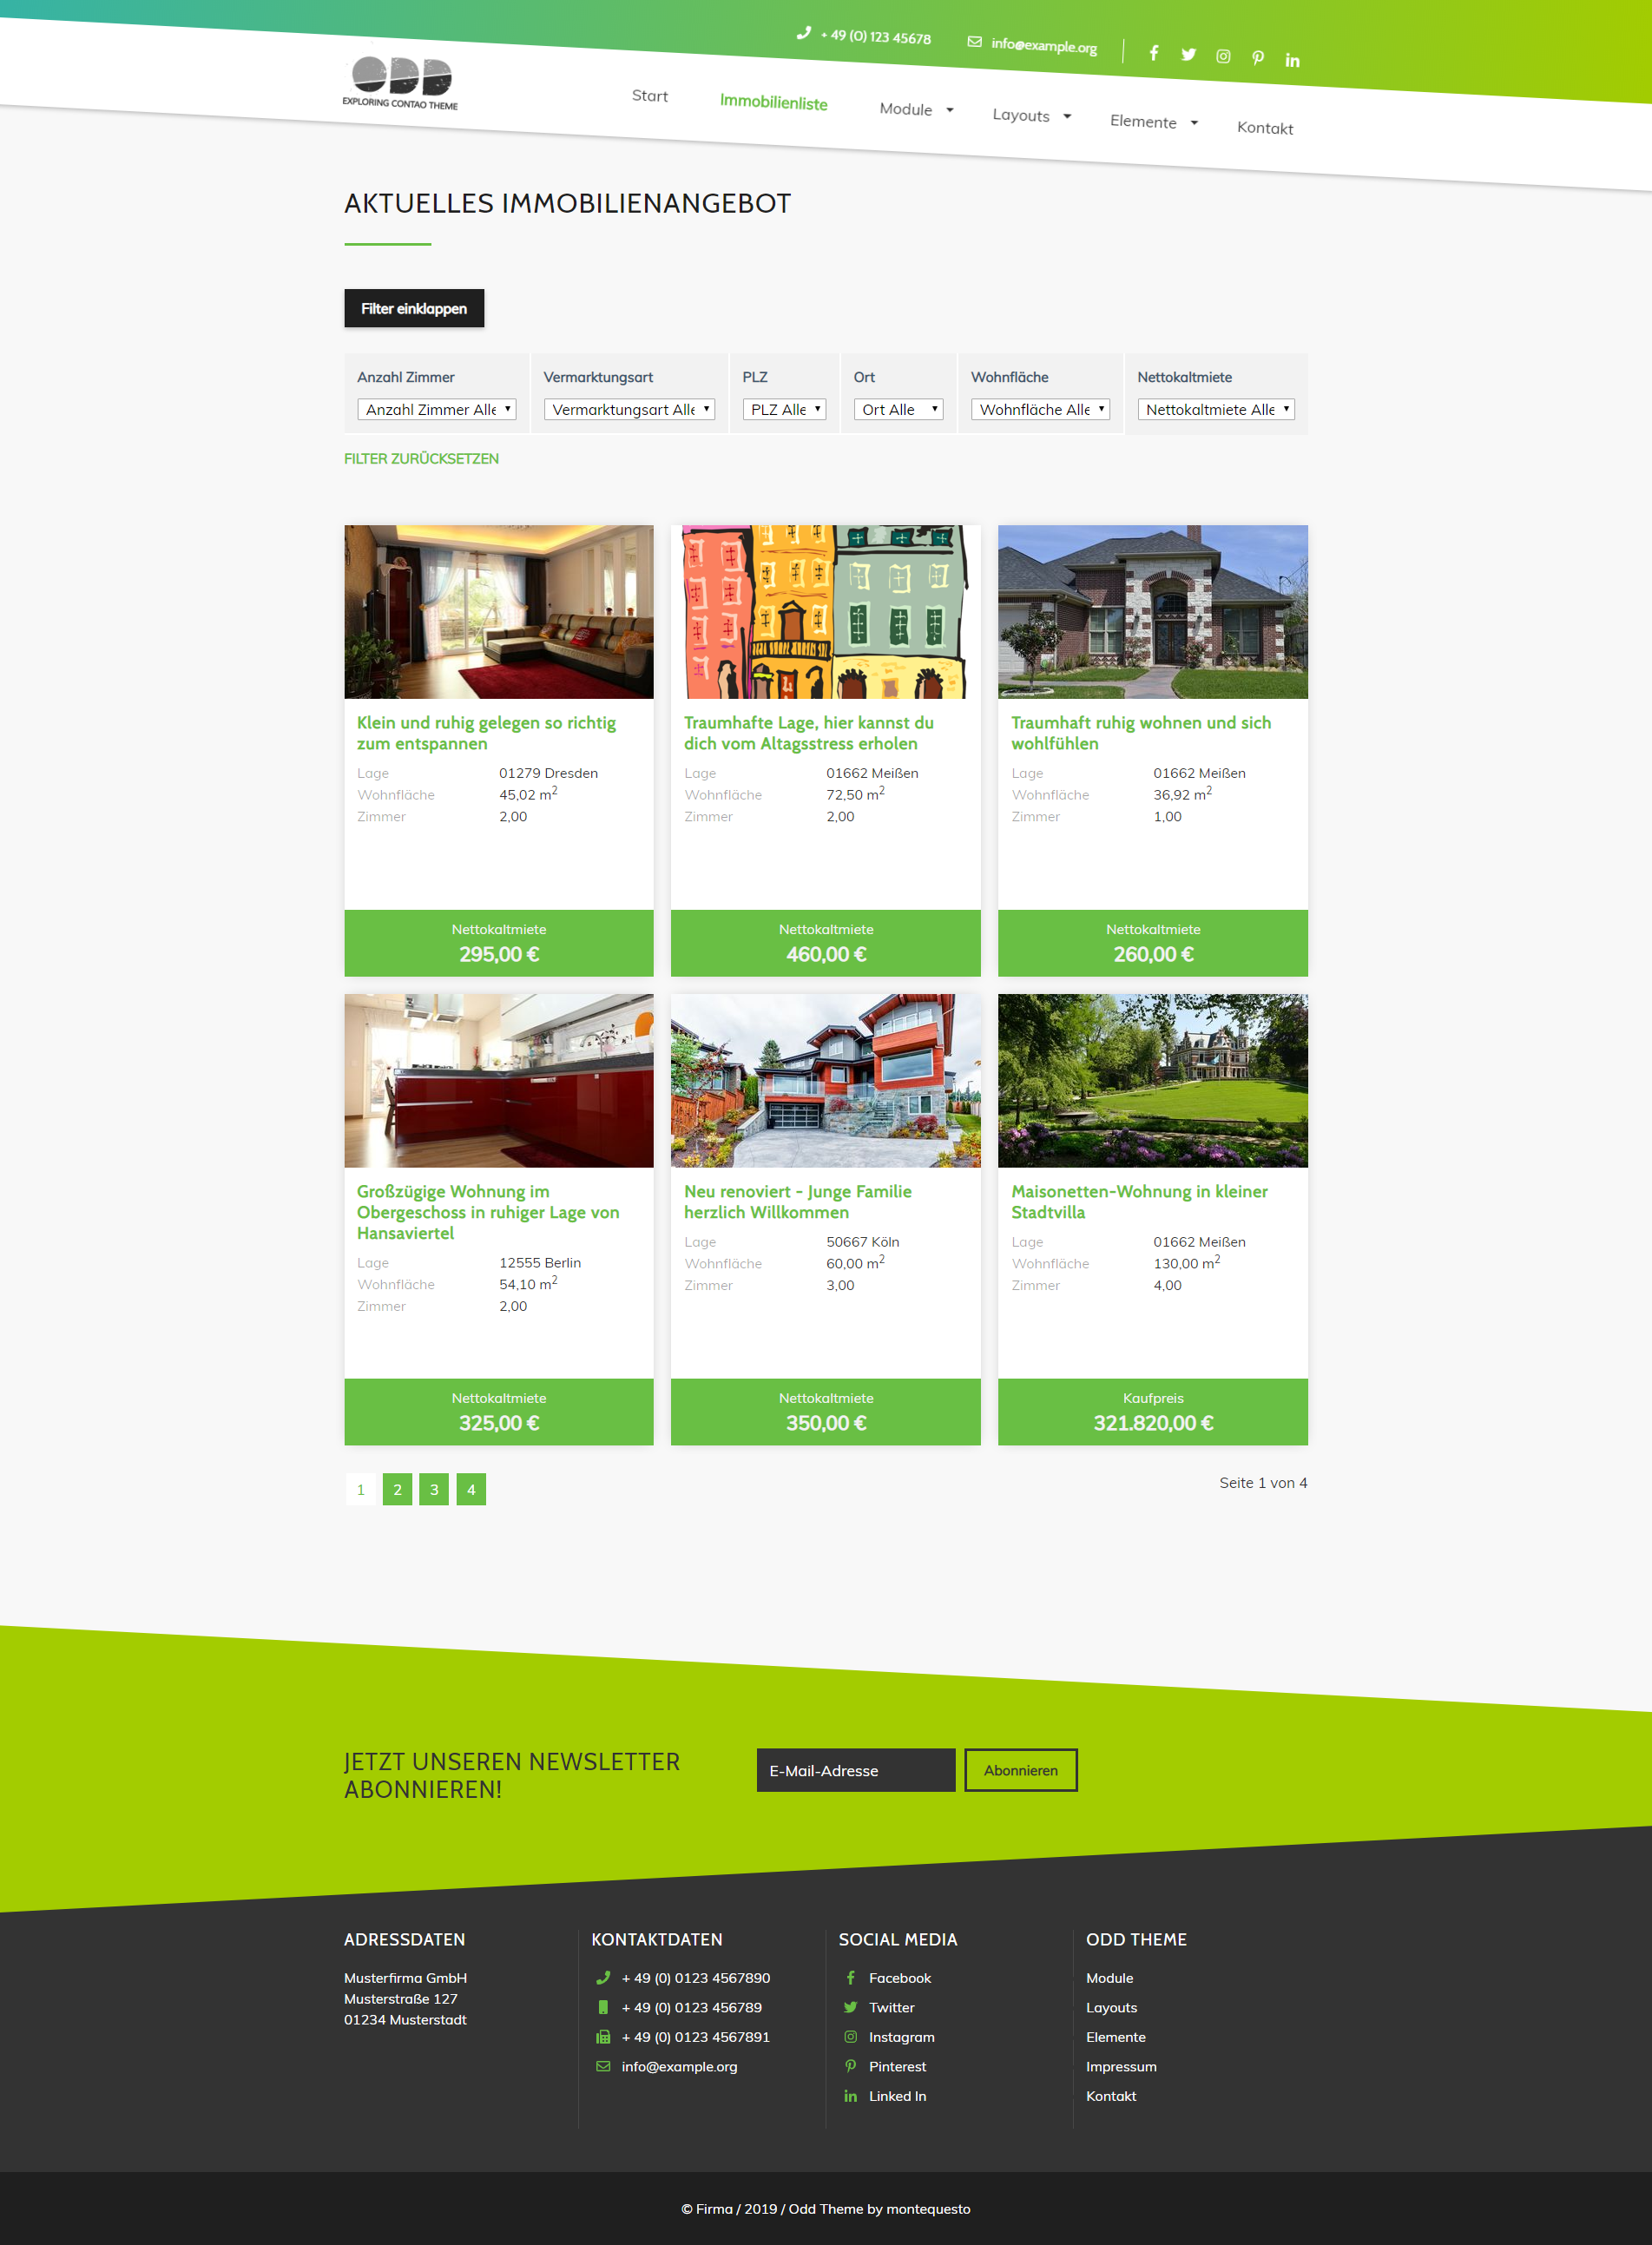 + 49 (0) 123 45678
info@example.org
ODD
EXPLORING CONTAO THEME
Start
Immobilienliste
Module
Layouts
Elemente
Kontakt
AKTUELLES IMMOBILIENANGEBOT
Filter einklappen
Anzahl Zimmer
Vermarktungsart
PLZ
Ort
Wohnfläche
Nettokaltmiete
Anzahl Zimmer Alle
Vermarktungsart Alle
PLZ Alle
Ort Alle
Wohnfläche Alle
Nettokaltmiete Alle
FILTER ZURÜCKSETZEN
Klein und ruhig gelegen so richtig
zum entspannen
Lage 01279 Dresden
Wohnfläche 45,02 m²
Zimmer 2,00
Nettokaltmiete
295,00 €
Traumhafte Lage, hier kannst du
dich vom Altagsstress erholen
Lage 01662 Meißen
Wohnfläche 72,50 m²
Zimmer 2,00
Nettokaltmiete
460,00 €
Traumhaft ruhig wohnen und sich
wohlfühlen
Lage 01662 Meißen
Wohnfläche 36,92 m²
Zimmer 1,00
Nettokaltmiete
260,00 €
Großzügige Wohnung im
Obergeschoss in ruhiger Lage von
Hansaviertel
Lage 12555 Berlin
Wohnfläche 54,10 m²
Zimmer 2,00
Nettokaltmiete
325,00 €
Neu renoviert - Junge Familie
herzlich Willkommen
Lage 50667 Köln
Wohnfläche 60,00 m²
Zimmer 3,00
Nettokaltmiete
350,00 €
Maisonetten-Wohnung in kleiner
Stadtvilla
Lage 01662 Meißen
Wohnfläche 130,00 m²
Zimmer 4,00
Kaufpreis
321.820,00 €
1 2 3 4
Seite 1 von 4
JETZT UNSEREN NEWSLETTER
ABONNIEREN!
E-Mail-Adresse
Abonnieren
ADRESSDATEN
Musterfirma GmbH
Musterstraße 127
01234 Musterstadt
KONTAKTDATEN
+ 49 (0) 0123 4567890
+ 49 (0) 0123 456789
+ 49 (0) 0123 4567891
info@example.org
SOCIAL MEDIA
Facebook
Twitter
Instagram
Pinterest
Linked In
ODD THEME
Module
Layouts
Elemente
Impressum
Kontakt
© Firma / 2019 / Odd Theme by montequesto